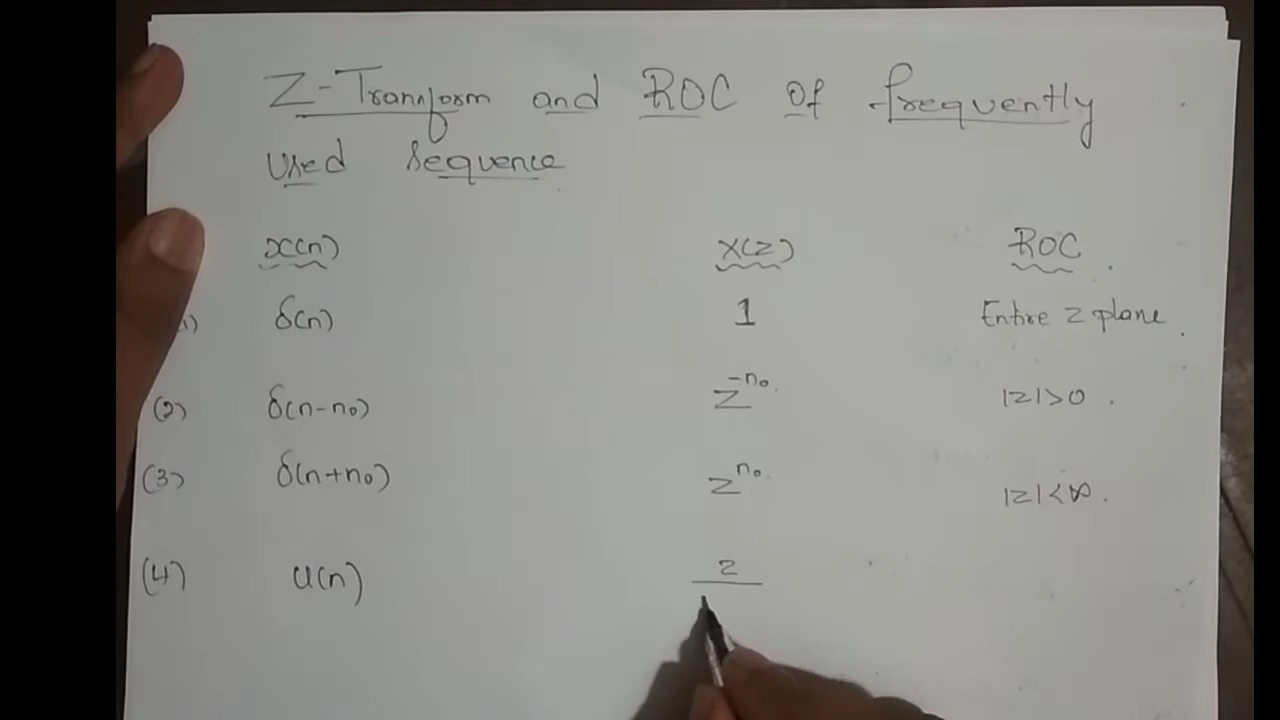 Z-Transform and ROC of frequently
Used Sequence
x(n) X(z) ROC
1) δ(n) 1 Entire z plane
(2) δ(n-n₀) z^{-n₀} |z|>0
(3) δ(n+n₀) z^{n₀} |z|<∞
(4) u(n) z